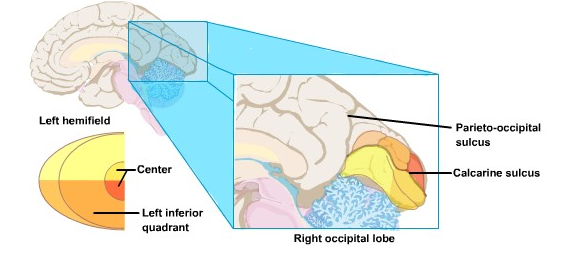 Left hemifield
Center
Left inferior
quadrant
Parieto-occipital
sulcus
Calcarine sulcus
Right occipital lobe